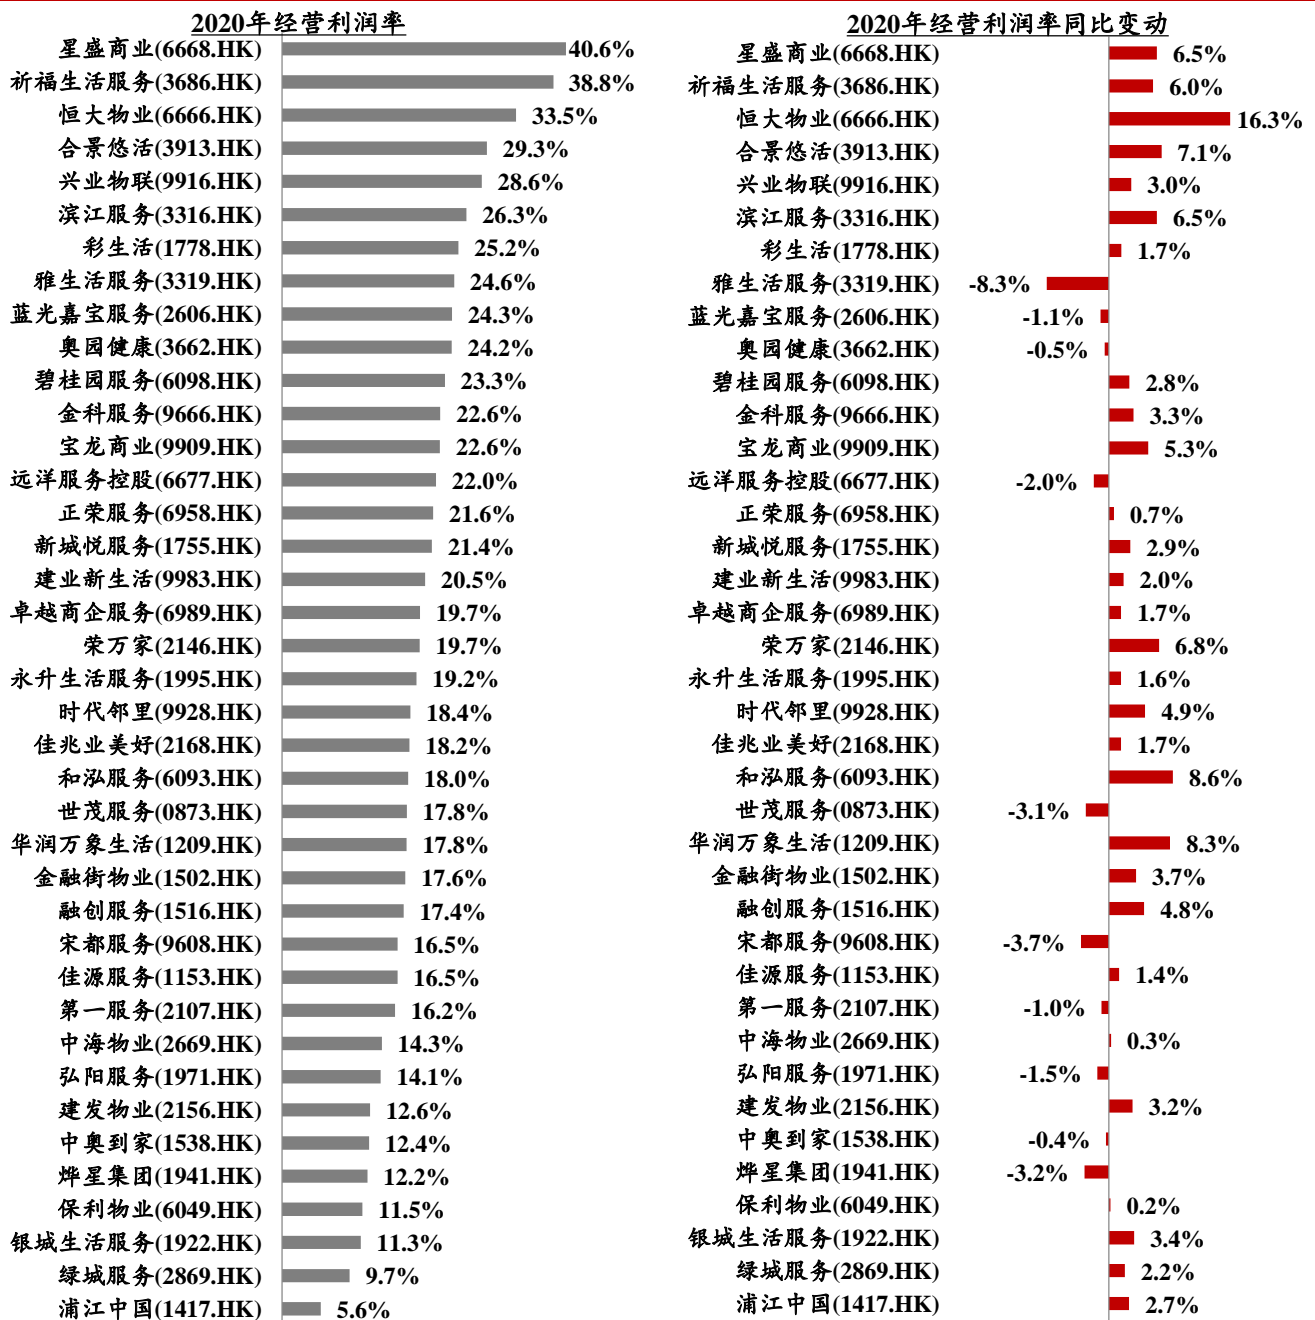 2020年经营利润率
星盛商业(6668.HK) 40.6%
祈福生活服务(3686.HK) 38.8%
恒大物业(6666.HK) 33.5%
合景悠活(3913.HK) 29.3%
兴业物联(9916.HK) 28.6%
滨江服务(3316.HK) 26.3%
彩生活(1778.HK) 25.2%
雅生活服务(3319.HK) 24.6%
蓝光嘉宝服务(2606.HK) 24.3%
奥园健康(3662.HK) 24.2%
碧桂园服务(6098.HK) 23.3%
金科服务(9666.HK) 22.6%
宝龙商业(9909.HK) 22.6%
远洋服务控股(6677.HK) 22.0%
正荣服务(6958.HK) 21.6%
新城悦服务(1755.HK) 21.4%
建业新生活(9983.HK) 20.5%
卓越商企服务(6989.HK) 19.7%
荣万家(2146.HK) 19.7%
永升生活服务(1995.HK) 19.2%
时代邻里(9928.HK) 18.4%
佳兆业美好(2168.HK) 18.2%
和泓服务(6093.HK) 18.0%
世茂服务(0873.HK) 17.8%
华润万象生活(1209.HK) 17.8%
金融街物业(1502.HK) 17.6%
融创服务(1516.HK) 17.4%
宋都服务(9608.HK) 16.5%
佳源服务(1153.HK) 16.5%
第一服务(2107.HK) 16.2%
中海物业(2669.HK) 14.3%
弘阳服务(1971.HK) 14.1%
建发物业(2156.HK) 12.6%
中奥到家(1538.HK) 12.4%
烨星集团(1941.HK) 12.2%
保利物业(6049.HK) 11.5%
银城生活服务(1922.HK) 11.3%
绿城服务(2869.HK) 9.7%
浦江中国(1417.HK) 5.6%
2020年经营利润率同比变动
星盛商业(6668.HK) 6.5%
祈福生活服务(3686.HK) 6.0%
恒大物业(6666.HK) 16.3%
合景悠活(3913.HK) 7.1%
兴业物联(9916.HK) 3.0%
滨江服务(3316.HK) 6.5%
彩生活(1778.HK) 1.7%
雅生活服务(3319.HK) -8.3%
蓝光嘉宝服务(2606.HK) -1.1%
奥园健康(3662.HK) -0.5%
碧桂园服务(6098.HK) 2.8%
金科服务(9666.HK) 3.3%
宝龙商业(9909.HK) 5.3%
远洋服务控股(6677.HK) -2.0%
正荣服务(6958.HK) 0.7%
新城悦服务(1755.HK) 2.9%
建业新生活(9983.HK) 2.0%
卓越商企服务(6989.HK) 1.7%
荣万家(2146.HK) 6.8%
永升生活服务(1995.HK) 1.6%
时代邻里(9928.HK) 4.9%
佳兆业美好(2168.HK) 1.7%
和泓服务(6093.HK) 8.6%
世茂服务(0873.HK) -3.1%
华润万象生活(1209.HK) 8.3%
金融街物业(1502.HK) 3.7%
融创服务(1516.HK) 4.8%
宋都服务(9608.HK) -3.7%
佳源服务(1153.HK) 1.4%
第一服务(2107.HK) -1.0%
中海物业(2669.HK) 0.3%
弘阳服务(1971.HK) -1.5%
建发物业(2156.HK) 3.2%
中奥到家(1538.HK) -0.4%
烨星集团(1941.HK) -3.2%
保利物业(6049.HK) 0.2%
银城生活服务(1922.HK) 3.4%
绿城服务(2869.HK) 2.2%
浦江中国(1417.HK) 2.7%